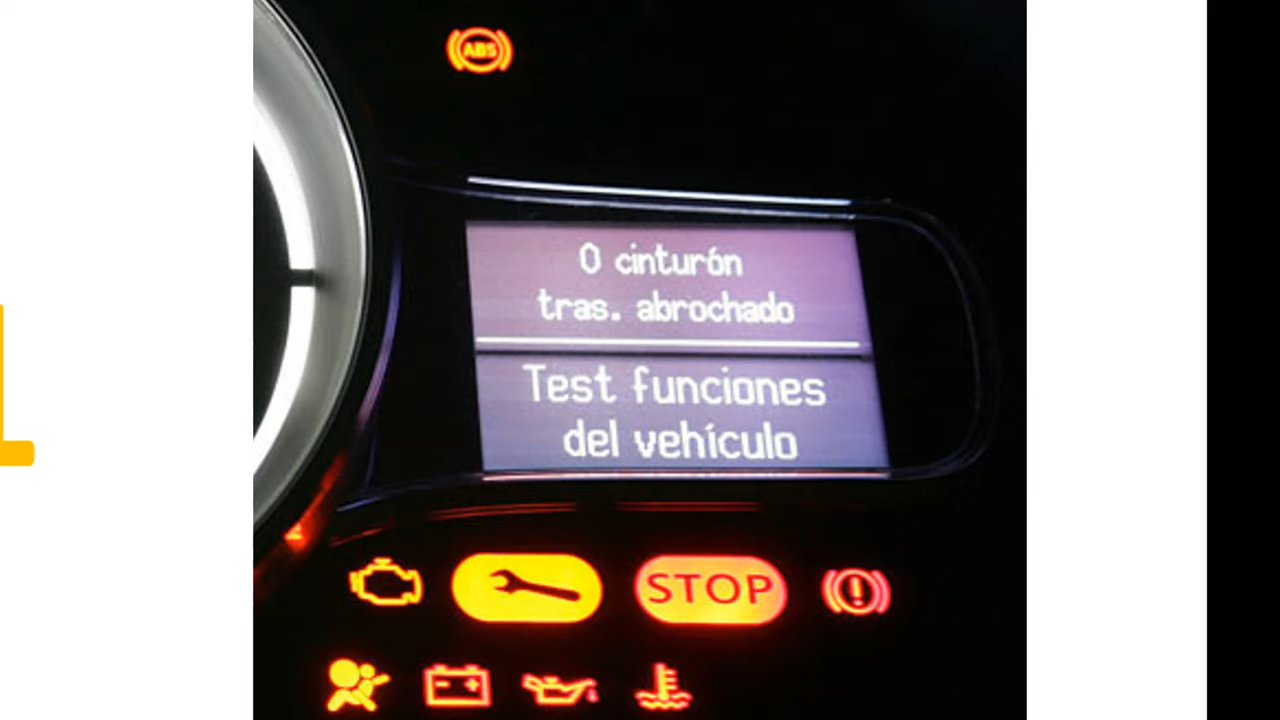 ABS
0 cinturón
tras. abrochado
Test funciones
del vehículo
STOP